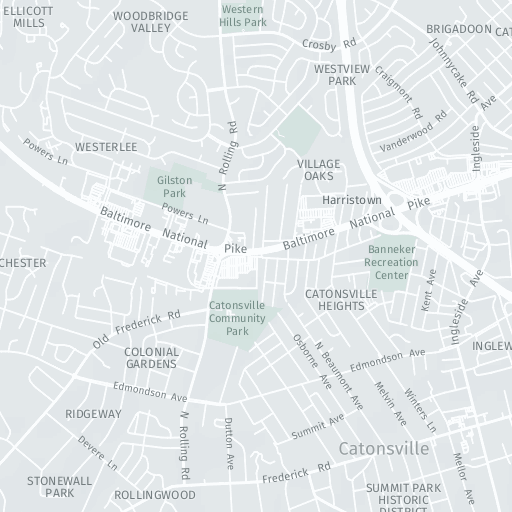 ELLICOTT
MILLS
WOODBRIDGE
VALLEY
Western
Hills Park
Crosby Rd
BRIGADOON
CAT
Johnnycake Rd
WESTVIEW
PARK
Craigmont Rd
Ave
Vanderwood Rd
Ingleside
Powers Ln
WESTERLEE
N Rolling Rd
VILLAGE
OAKS
Gilston
Park
Harristown
Powers Ln
Baltimore National Pike
Baltimore National Pike
Banneker
Recreation
Center
CHESTER
Kent Ave
Ingleside Ave
CATONSVILLE
HEIGHTS
Catonsville
Community
Park
Old Frederick Rd
COLONIAL
GARDENS
Osborne Ave
N Beaumont Ave
Edmondson Ave
INGLEW
Edmondson Ave
Melvin Ave
Winters Ln
RIDGEWAY
N Rolling Rd
Dutton Ave
Summit Ave
Devere Ln
Catonsville
Mellor Ave
Frederick Rd
STONEWALL
PARK
ROLLINGWOOD
SUMMIT PARK
HISTORIC
DISTRICT